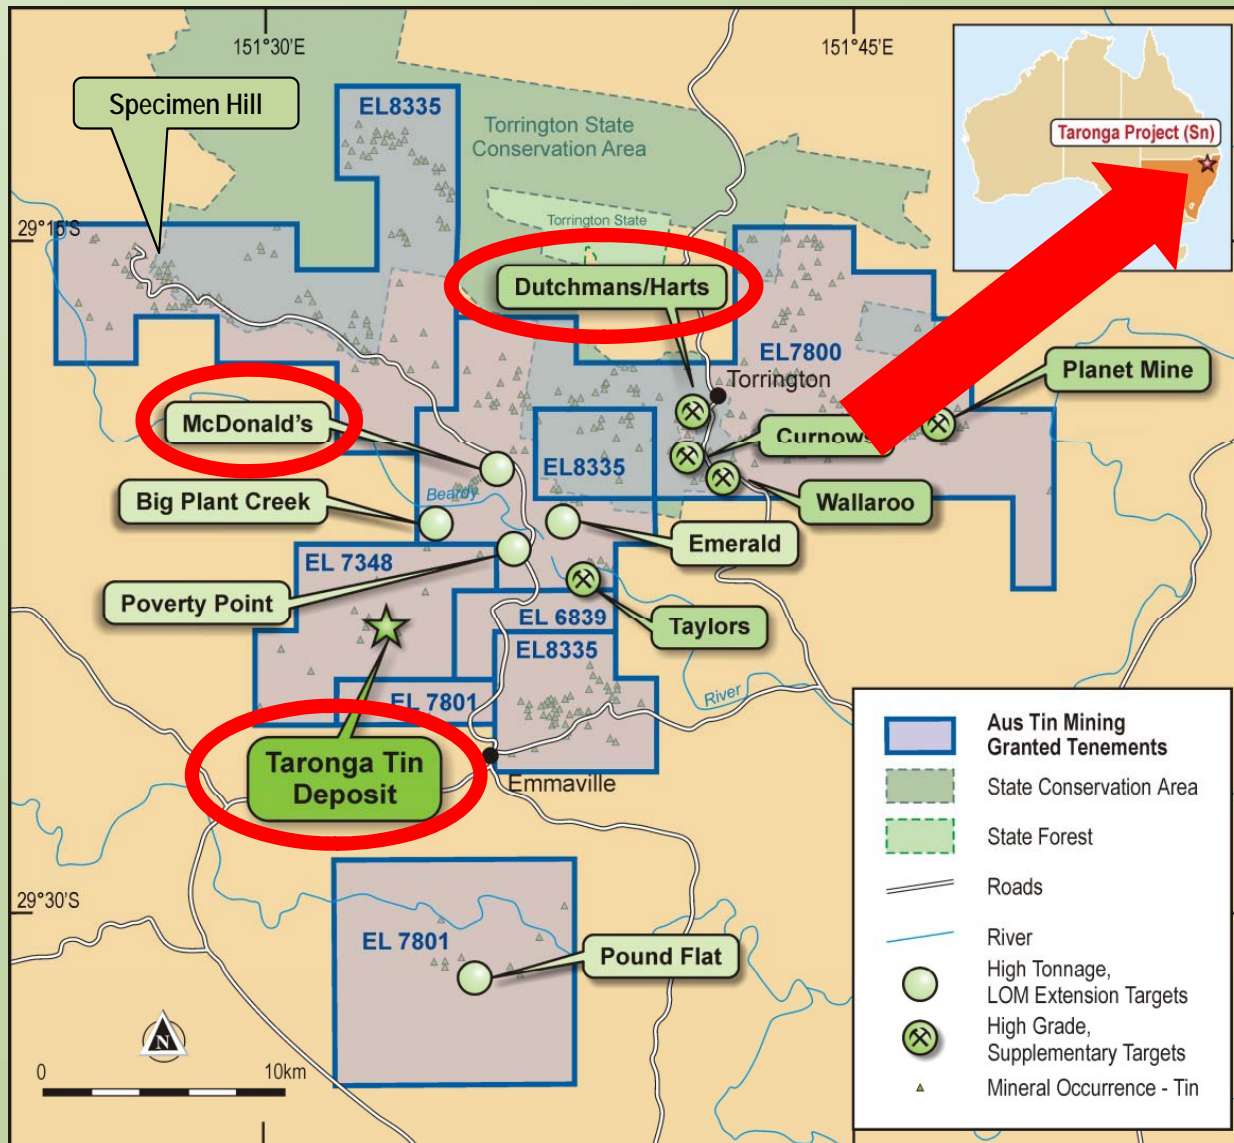 151°30'E
151°45'E
Specimen Hill
EL8335
Torrington State
Conservation Area
Taronga Project (Sn)
29°15'S
Torrington State
Dutchmans/Harts
EL7800
Torrington
Planet Mine
McDonald's
Curnows
EL8335
Beardy
Big Plant Creek
Wallaroo
Emerald
EL 7348
Poverty Point
EL 6839
Taylors
EL8335
River
EL 7801
Taronga Tin
Deposit
Emmaville
29°30'S
EL 7801
Pound Flat
N
0
10km
Aus Tin Mining
Granted Tenements
State Conservation Area
State Forest
Roads
River
High Tonnage,
LOM Extension Targets
High Grade,
Supplementary Targets
Mineral Occurrence - Tin